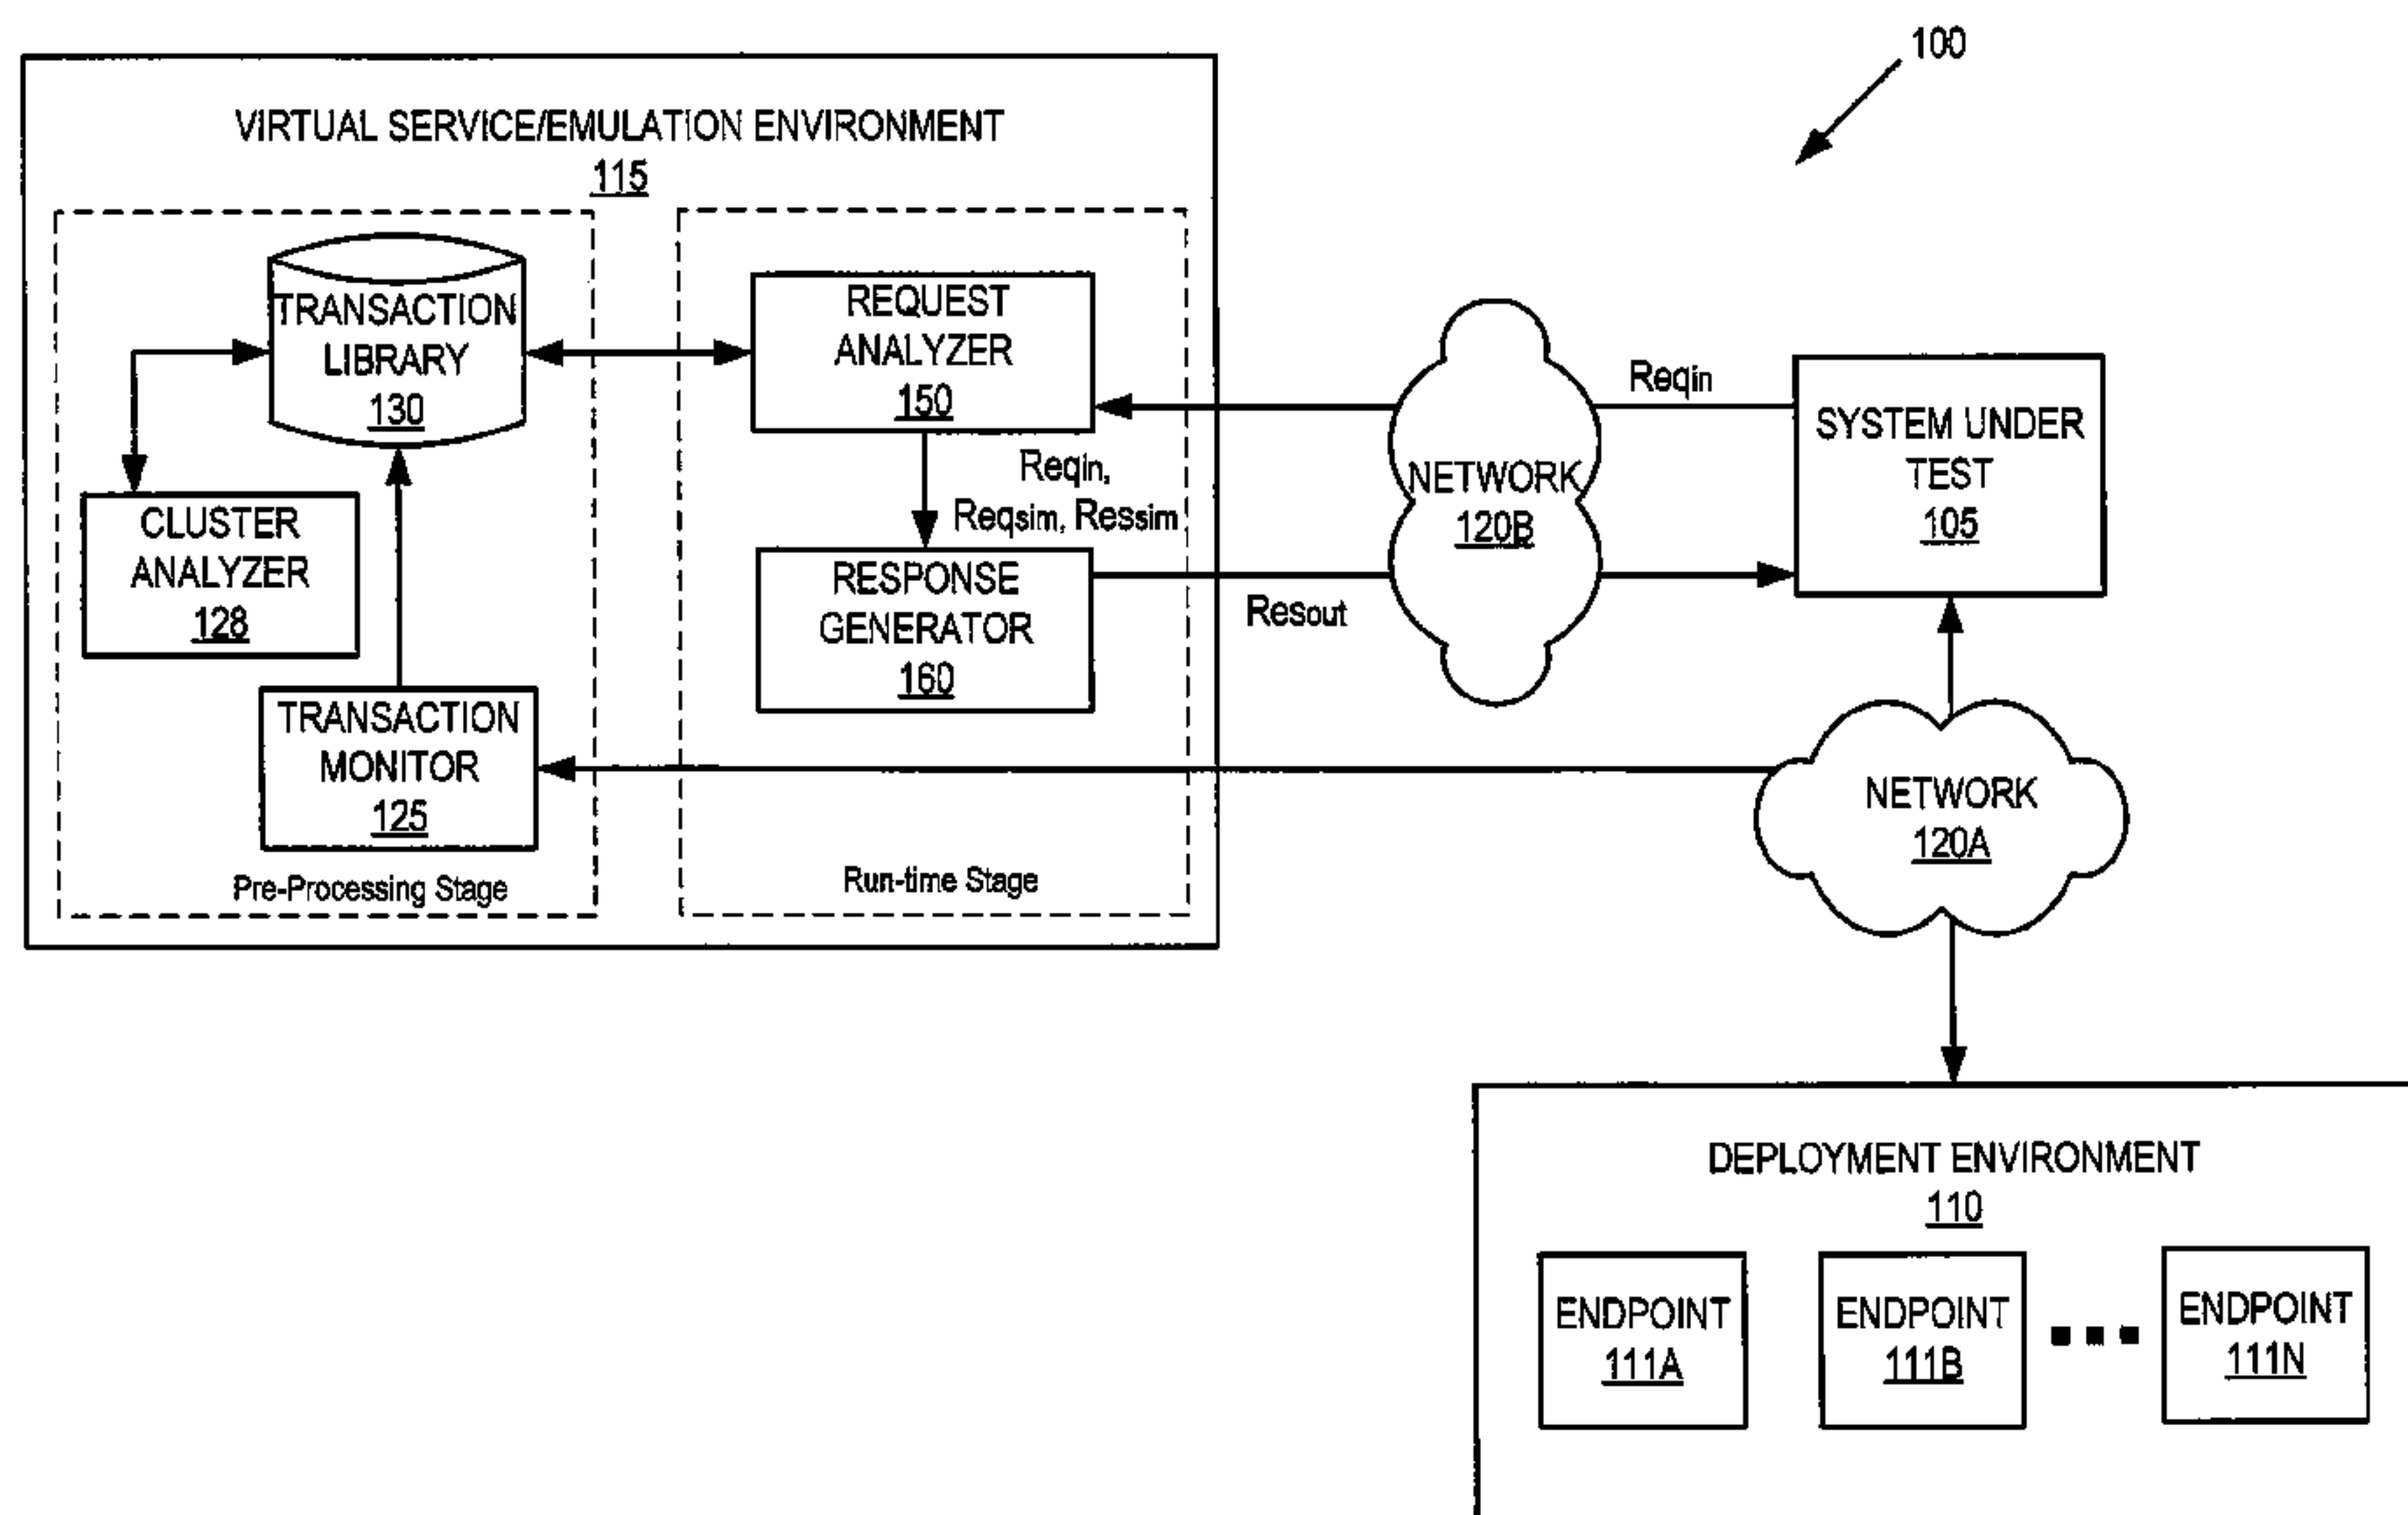 100
VIRTUAL SERVICE/EMULATION ENVIRONMENT
115
TRANSACTION
LIBRARY
130
CLUSTER
ANALYZER
128
TRANSACTION
MONITOR
125
Pre-Processing Stage
REQUEST
ANALYZER
150
Reqin,
Reqsim, Ressim
RESPONSE
GENERATOR
160
Run-time Stage
Resout
NETWORK
120B
Reqin
SYSTEM UNDER
TEST
105
NETWORK
120A
DEPLOYMENT ENVIRONMENT
110
ENDPOINT
111A
ENDPOINT
111B
ENDPOINT
111N